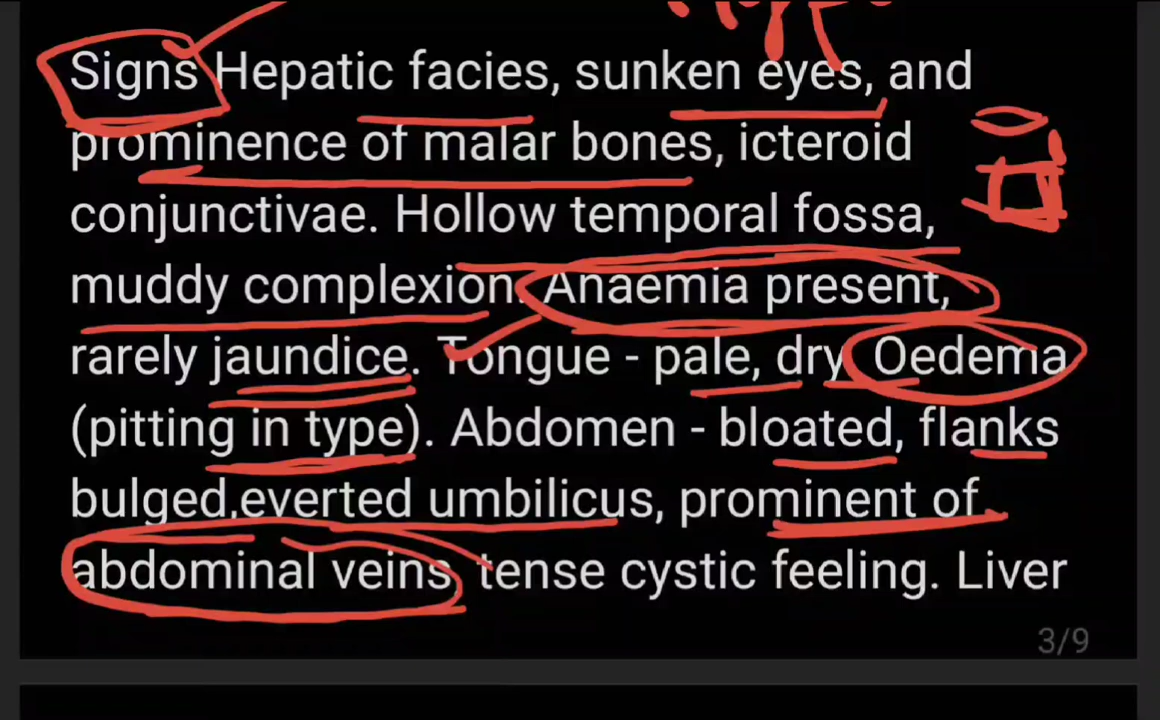 Signs Hepatic facies, sunken eyes, and
prominence of malar bones, icteroid
conjunctivae. Hollow temporal fossa,
muddy complexion. Anaemia present,
rarely jaundice. Tongue - pale, dry Oedema
(pitting in type). Abdomen - bloated, flanks
bulged,everted umbilicus, prominent of
abdominal veins tense cystic feeling. Liver
3/9